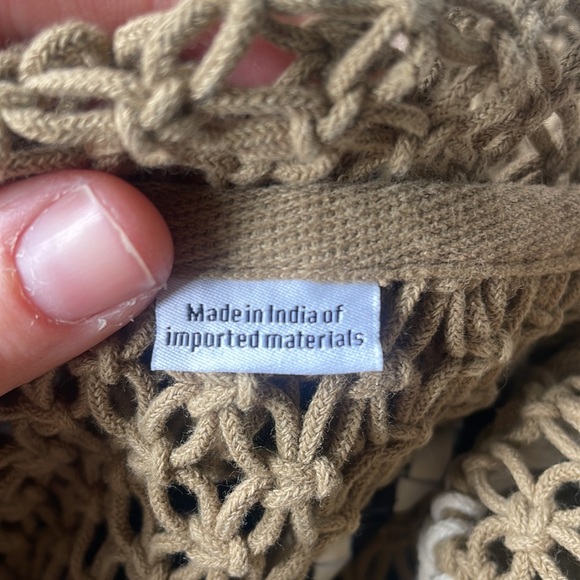 Made in India of
imported materials